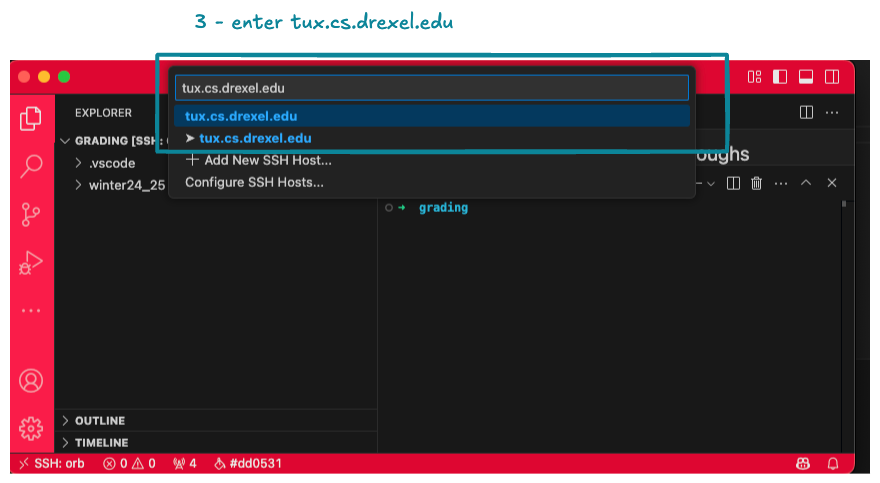 3 - enter tux.cs.drexel.edu
tux.cs.drexel.edu
EXPLORER
tux.cs.drexel.edu
GRADING [SSH:
➤ tux.cs.drexel.edu
.vscode
+ Add New SSH Host...
oughs
winter24_25
Configure SSH Hosts...
grading
OUTLINE
TIMELINE
SSH: orb 0 0 4 #dd0531